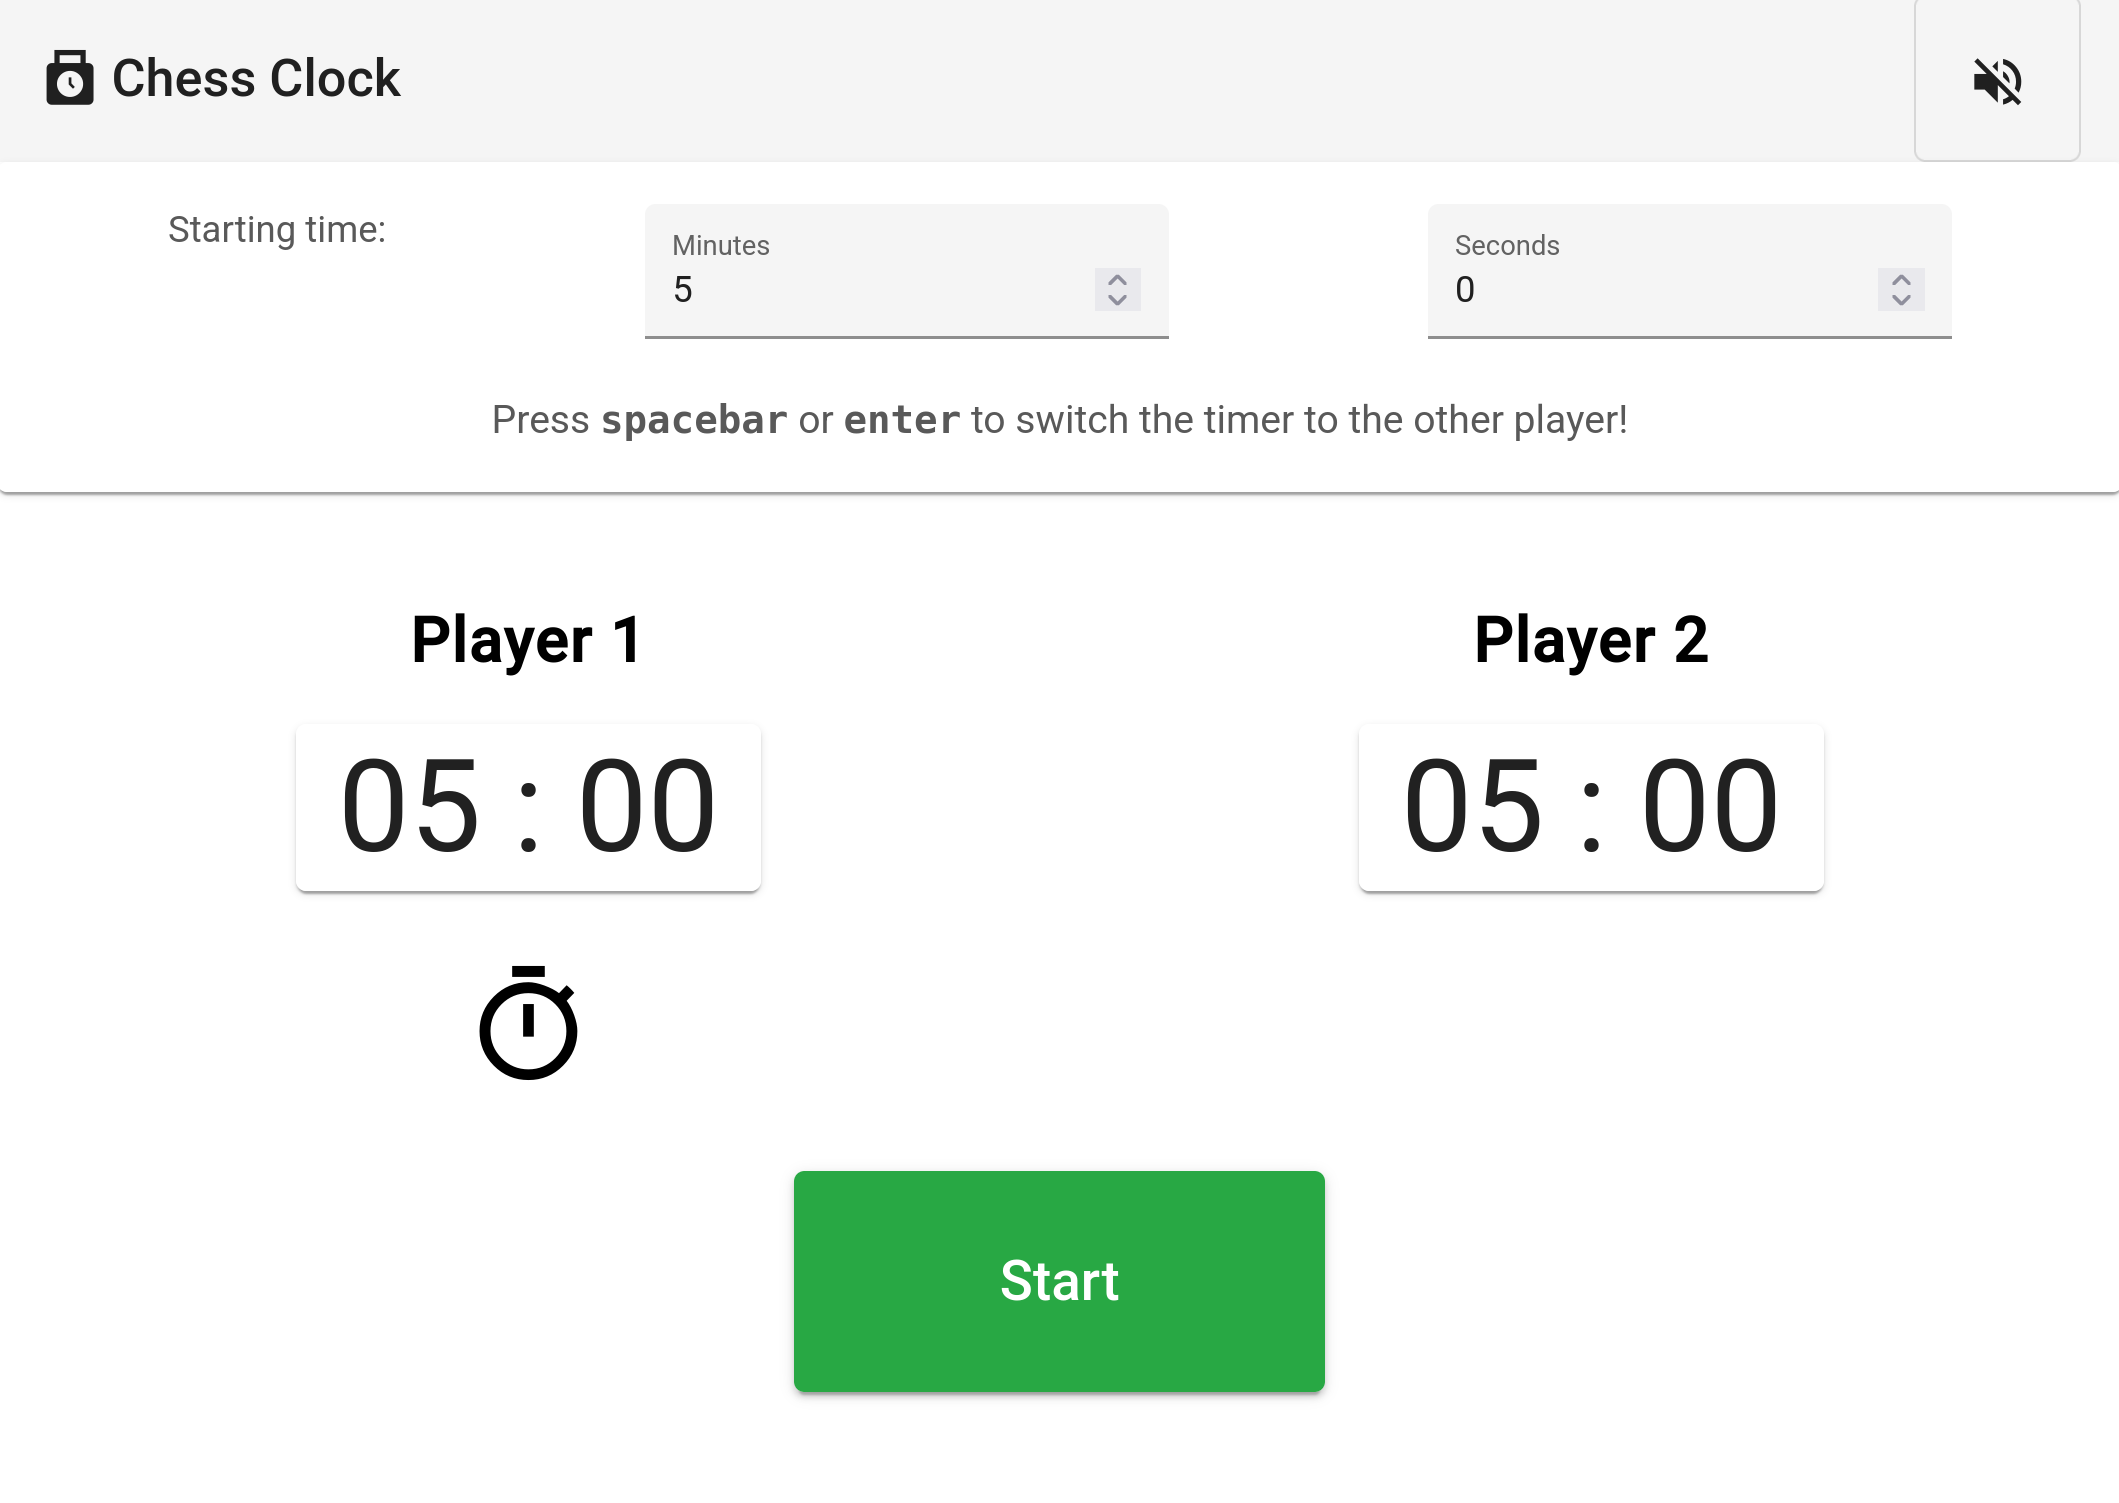 Chess Clock
Starting time:
Minutes
5
Seconds
0
Press spacebar or enter to switch the timer to the other player!
Player 1
Player 2
05 : 00
05 : 00
Start